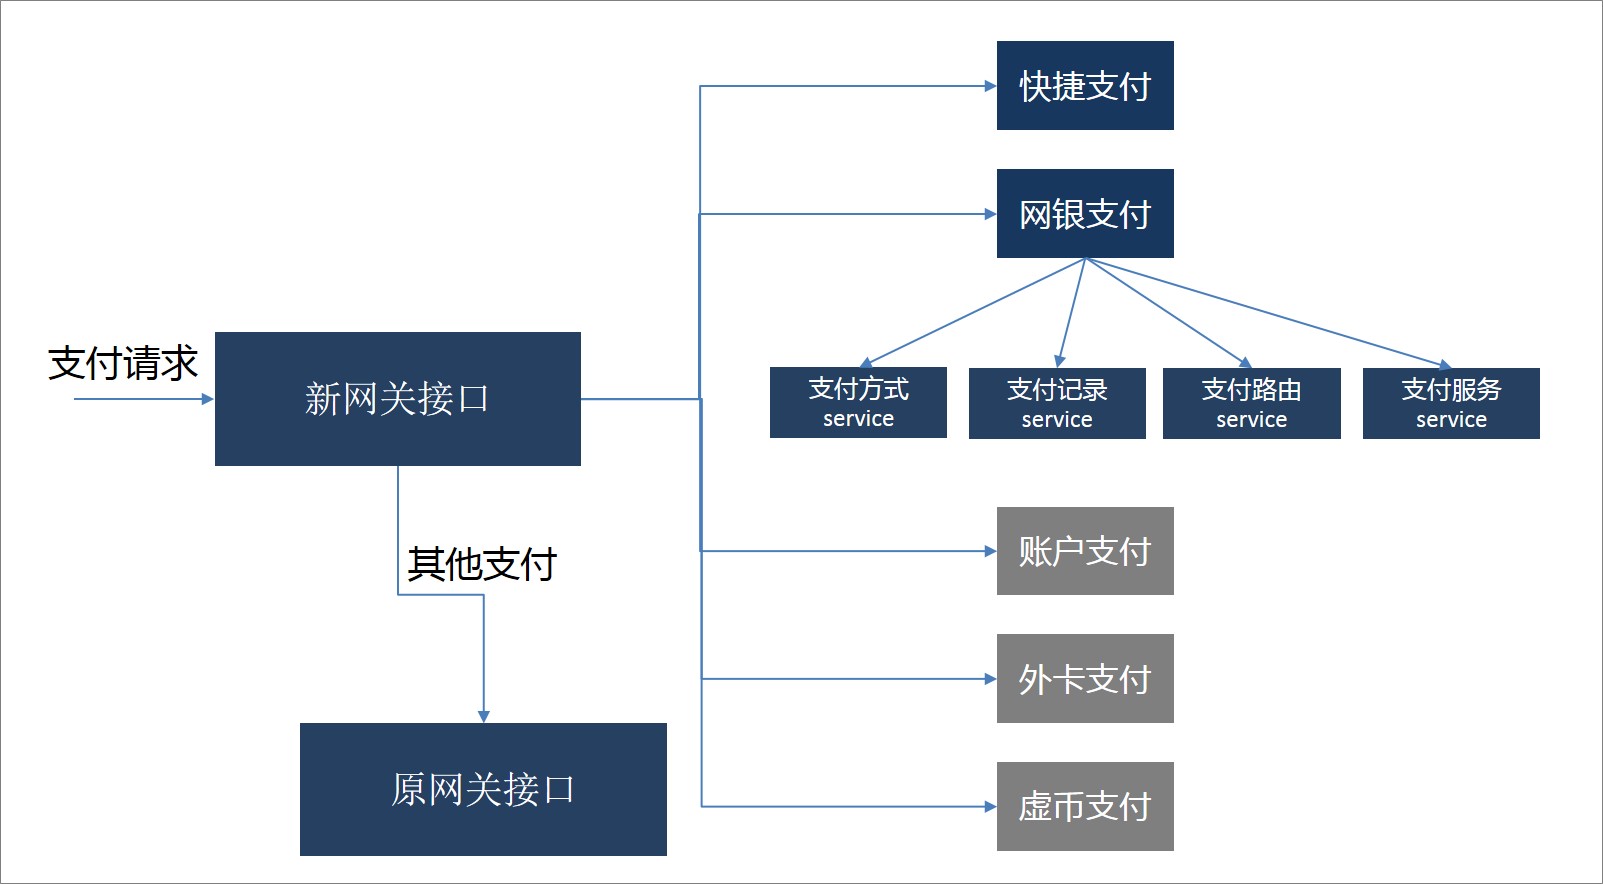 快捷支付
网银支付
支付请求
新网关接口
支付方式
service
支付记录
service
支付路由
service
支付服务
service
其他支付
账户支付
外卡支付
原网关接口
虚币支付